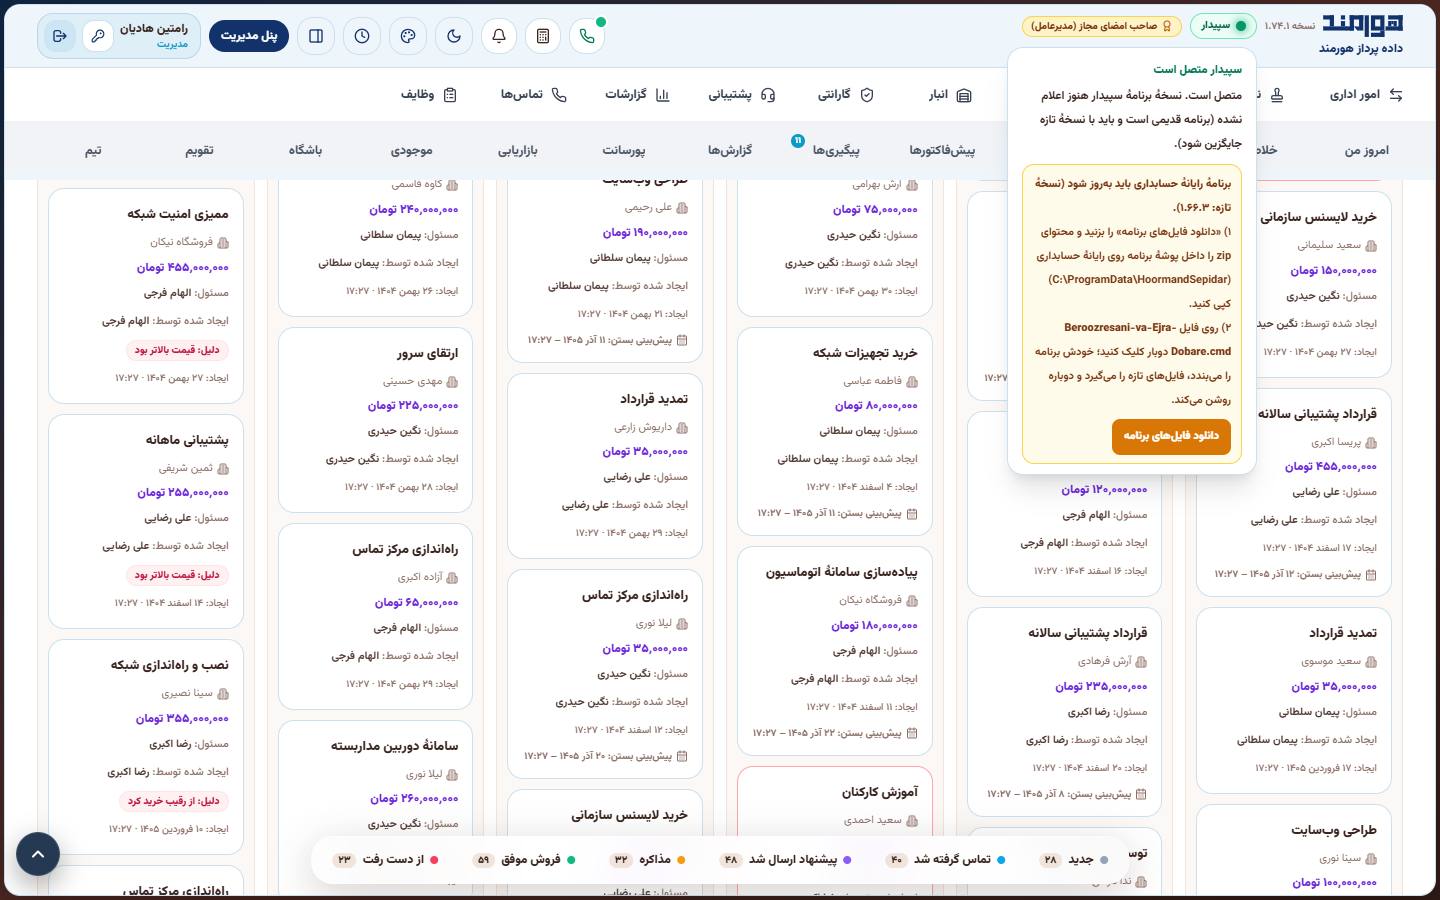 هورمند
داده پرداز هورمند
نسخه ۱.۷۴.۱
سپیدار
صاحب امضای مجاز (مدیرعامل)
پنل مدیریت
رامتین هادیان
مدیریت
امور اداری
انبار
گارانتی
پشتیبانی
گزارشات
تماس‌ها
وظایف
امروز من
پیش‌فاکتورها
پیگیری‌ها
۱۱
گزارش‌ها
پورسانت
بازاریابی
موجودی
باشگاه
تقویم
تیم
سپیدار متصل است
متصل است. نسخهٔ برنامهٔ سپیدار هنوز اعلام
نشده (برنامه قدیمی است و باید با نسخهٔ تازه
جایگزین شود).
برنامهٔ رایانهٔ حسابداری باید به‌روز شود (نسخهٔ
تازه: ۱.۶۶.۳).
۱) «دانلود فایل‌های برنامه» را بزنید و محتوای
zip را داخل پوشهٔ برنامه روی رایانهٔ حسابداری
(C:\ProgramData\HoormandSepidar)
کپی کنید.
۲) روی فایل Beroozresani-va-Ejra-
Dobare.cmd دوبار کلیک کنید؛ خودش برنامه
را می‌بندد، فایل‌های تازه را می‌گیرد و دوباره
روشن می‌کند.
دانلود فایل‌های برنامه
خرید لایسنس سازمانی
سعید سلیمانی
۱۵۰,۰۰۰,۰۰۰ تومان
مسئول: نگین حیدری
ایجاد: ۲۷ بهمن ۱۴۰۴ · ۱۷:۲۷
قرارداد پشتیبانی سالانه
پریسا اکبری
۴۵۵,۰۰۰,۰۰۰ تومان
مسئول: علی رضایی
ایجاد شده توسط: علی رضایی
ایجاد: ۱۷ اسفند ۱۴۰۴ · ۱۷:۲۷
پیش‌بینی بستن: ۱۲ آذر ۱۴۰۵ – ۱۷:۲۷
تمدید قرارداد
سعید موسوی
۳۵,۰۰۰,۰۰۰ تومان
مسئول: پیمان سلطانی
ایجاد شده توسط: پیمان سلطانی
ایجاد: ۱۷ فروردین ۱۴۰۵ · ۱۷:۲۷
طراحی وب‌سایت
سینا نوری
۱۰۰,۰۰۰,۰۰۰ تومان
۱۲۰,۰۰۰,۰۰۰ تومان
مسئول: الهام فرجی
ایجاد شده توسط: الهام فرجی
ایجاد: ۱۶ اسفند ۱۴۰۴ · ۱۷:۲۷
قرارداد پشتیبانی سالانه
آرش فرهادی
۲۳۵,۰۰۰,۰۰۰ تومان
مسئول: رضا اکبری
ایجاد شده توسط: رضا اکبری
ایجاد: ۲۰ اسفند ۱۴۰۴ · ۱۷:۲۷
پیش‌بینی بستن: ۸ آذر ۱۴۰۵ – ۱۷:۲۷
آرش بهرامی
۷۵,۰۰۰,۰۰۰ تومان
مسئول: نگین حیدری
ایجاد شده توسط: نگین حیدری
ایجاد: ۳۰ بهمن ۱۴۰۴ · ۱۷:۲۷
خرید تجهیزات شبکه
فاطمه عباسی
۸۰,۰۰۰,۰۰۰ تومان
مسئول: پیمان سلطانی
ایجاد شده توسط: پیمان سلطانی
ایجاد: ۴ اسفند ۱۴۰۴ · ۱۷:۲۷
پیش‌بینی بستن: ۱۱ آذر ۱۴۰۵ – ۱۷:۲۷
پیاده‌سازی سامانهٔ اتوماسیون
فروشگاه نیکان
۱۸۰,۰۰۰,۰۰۰ تومان
مسئول: الهام فرجی
ایجاد شده توسط: الهام فرجی
ایجاد: ۱۱ اسفند ۱۴۰۴ · ۱۷:۲۷
پیش‌بینی بستن: ۲۲ آذر ۱۴۰۵ – ۱۷:۲۷
آموزش کارکنان
سعید احمدی
طراحی وب‌سایت
علی رحیمی
۱۹۰,۰۰۰,۰۰۰ تومان
مسئول: پیمان سلطانی
ایجاد شده توسط: پیمان سلطانی
ایجاد: ۲۱ بهمن ۱۴۰۴ · ۱۷:۲۷
پیش‌بینی بستن: ۱۱ آذر ۱۴۰۵ – ۱۷:۲۷
تمدید قرارداد
داریوش زارعی
۳۵,۰۰۰,۰۰۰ تومان
مسئول: علی رضایی
ایجاد شده توسط: علی رضایی
ایجاد: ۲۹ بهمن ۱۴۰۴ · ۱۷:۲۷
راه‌اندازی مرکز تماس
لیلا نوری
۳۵,۰۰۰,۰۰۰ تومان
مسئول: نگین حیدری
ایجاد شده توسط: نگین حیدری
ایجاد: ۱۲ اسفند ۱۴۰۴ · ۱۷:۲۷
پیش‌بینی بستن: ۲۰ آذر ۱۴۰۵ – ۱۷:۲۷
خرید لایسنس سازمانی
کاوه قاسمی
۲۴۰,۰۰۰,۰۰۰ تومان
مسئول: پیمان سلطانی
ایجاد شده توسط: پیمان سلطانی
ایجاد: ۲۶ بهمن ۱۴۰۴ · ۱۷:۲۷
ارتقای سرور
مهدی حسینی
۲۲۵,۰۰۰,۰۰۰ تومان
مسئول: نگین حیدری
ایجاد شده توسط: نگین حیدری
ایجاد: ۲۸ بهمن ۱۴۰۴ · ۱۷:۲۷
راه‌اندازی مرکز تماس
آزاده اکبری
۶۵,۰۰۰,۰۰۰ تومان
مسئول: الهام فرجی
ایجاد شده توسط: الهام فرجی
ایجاد: ۲۹ بهمن ۱۴۰۴ · ۱۷:۲۷
سامانهٔ دوربین مداربسته
لیلا نوری
۲۶۰,۰۰۰,۰۰۰ تومان
مسئول: نگین حیدری
ممیزی امنیت شبکه
فروشگاه نیکان
۴۵۵,۰۰۰,۰۰۰ تومان
مسئول: الهام فرجی
ایجاد شده توسط: الهام فرجی
دلیل: قیمت بالاتر بود
ایجاد: ۲۷ بهمن ۱۴۰۴ · ۱۷:۲۷
پشتیبانی ماهانه
ثمین شریفی
۲۵۵,۰۰۰,۰۰۰ تومان
مسئول: علی رضایی
ایجاد شده توسط: علی رضایی
دلیل: قیمت بالاتر بود
ایجاد: ۱۴ اسفند ۱۴۰۴ · ۱۷:۲۷
نصب و راه‌اندازی شبکه
سینا نصیری
۳۵۵,۰۰۰,۰۰۰ تومان
مسئول: رضا اکبری
ایجاد شده توسط: رضا اکبری
دلیل: از رقیب خرید کرد
ایجاد: ۱۰ فروردین ۱۴۰۵ · ۱۷:۲۷
راه‌اندازی مرکز تماس
جدید ۲۸
تماس گرفته شد ۴۰
پیشنهاد ارسال شد ۴۸
مذاکره ۳۲
فروش موفق ۵۹
از دست رفت ۲۳